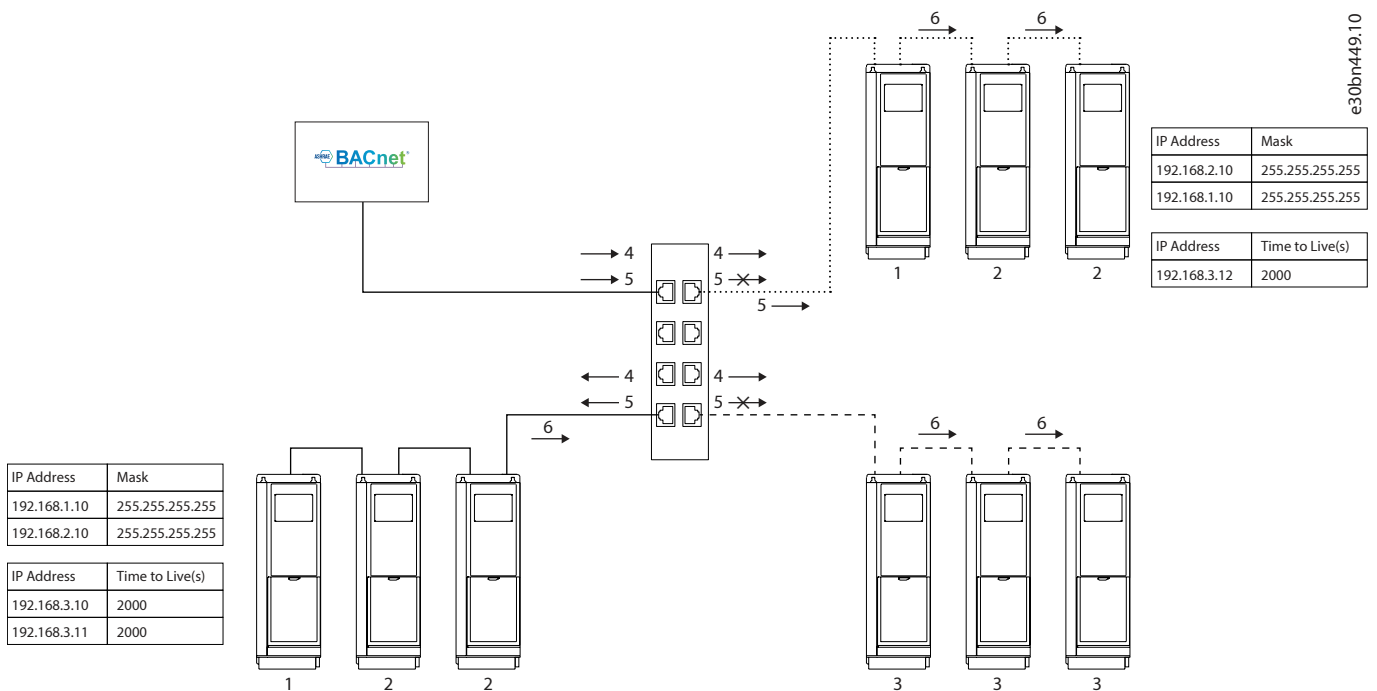 6 6
e30bn449.10
ASHRAE BACnet®
IP Address Mask
192.168.2.10 255.255.255.255
192.168.1.10 255.255.255.255
IP Address Time to Live(s)
192.168.3.12 2000
1 2 2
4 4
5 5
5
4 4
5 5
6
6 6
IP Address Mask
192.168.1.10 255.255.255.255
192.168.2.10 255.255.255.255
IP Address Time to Live(s)
192.168.3.10 2000
192.168.3.11 2000
1 2 2
3 3 3